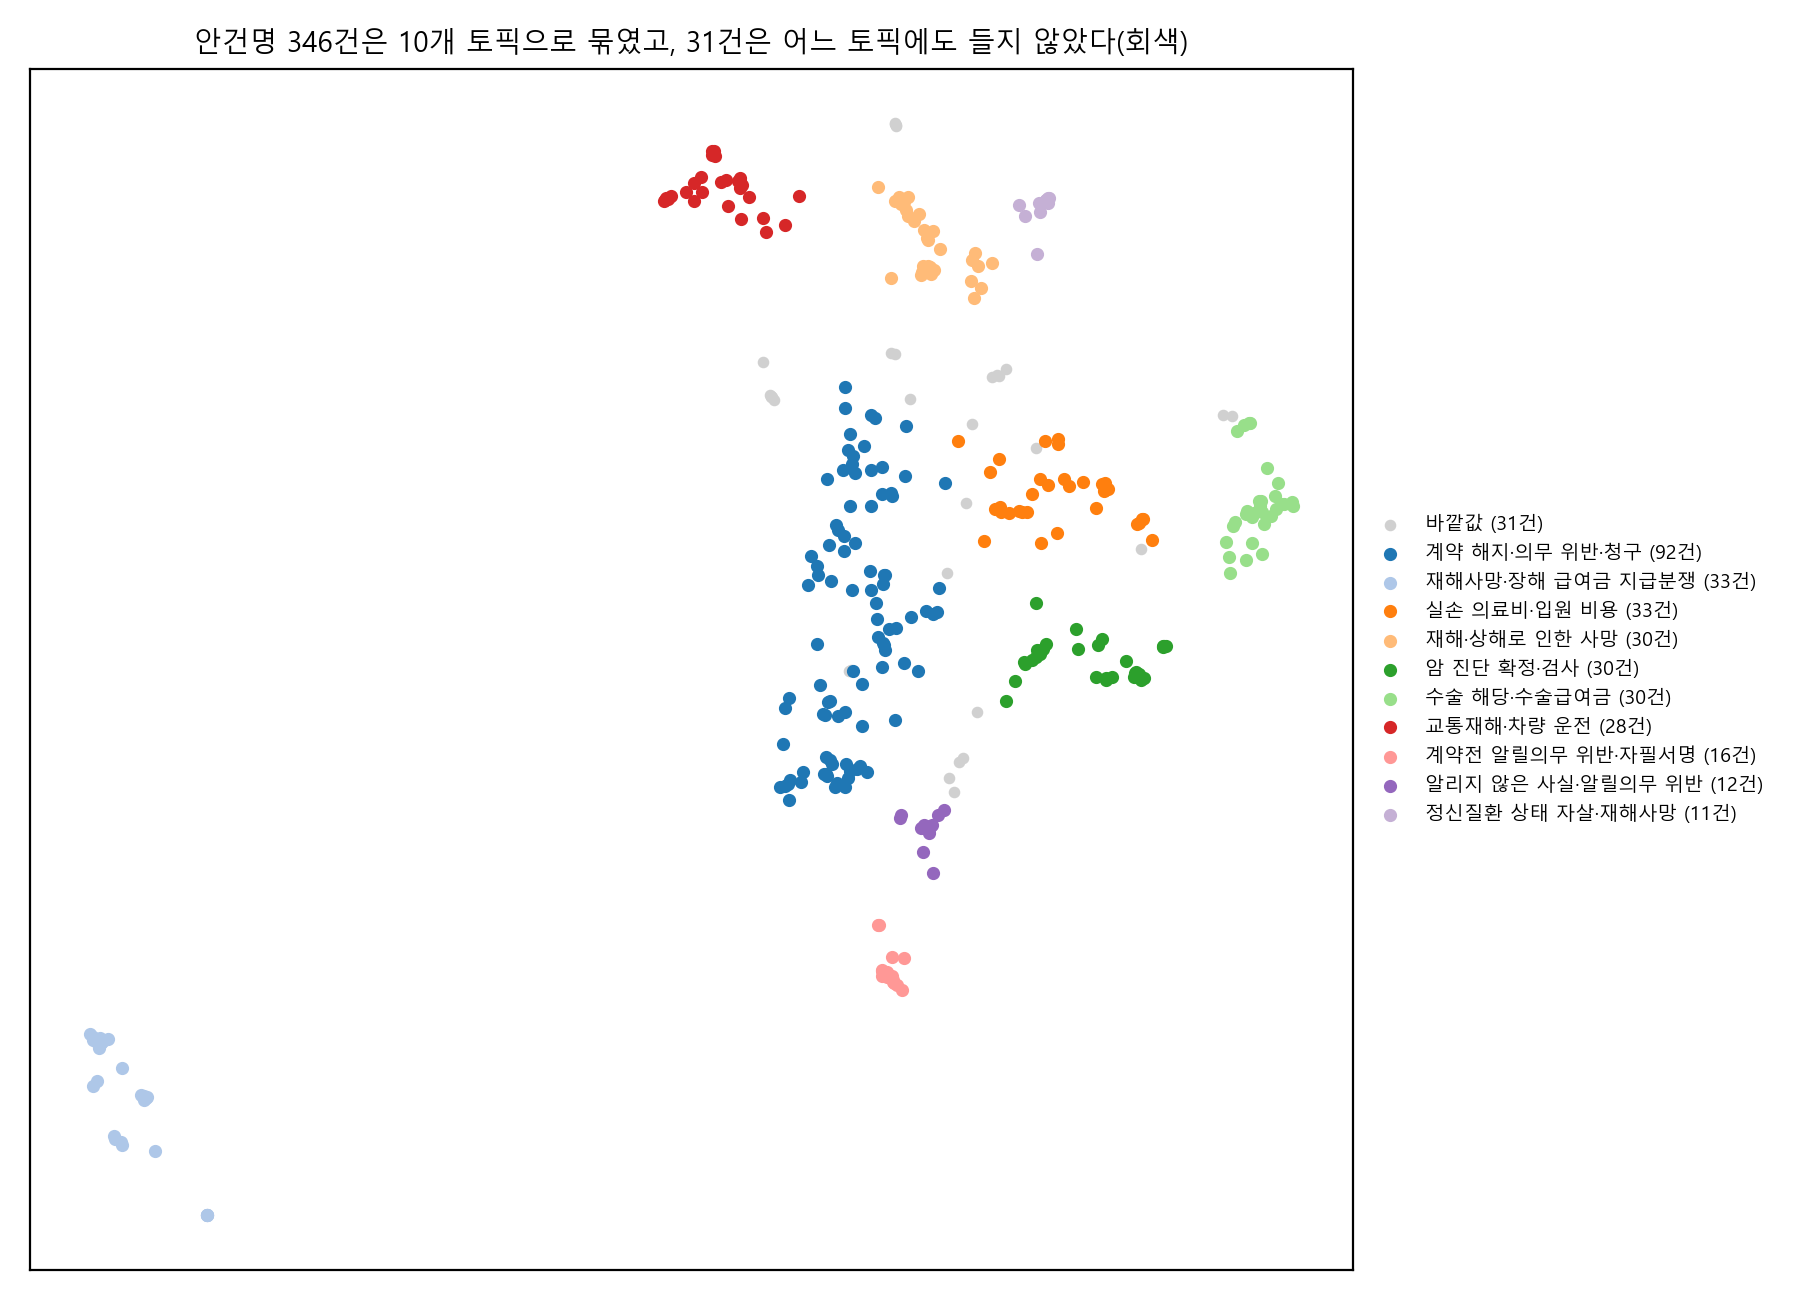 안건명 346건은 10개 토픽으로 묶였고, 31건은 어느 토픽에도 들지 않았다(회색)
바깥값 (31건)
계약 해지·의무 위반·청구 (92건)
재해사망·장해 급여금 지급분쟁 (33건)
실손 의료비·입원 비용 (33건)
재해·상해로 인한 사망 (30건)
암 진단 확정·검사 (30건)
수술 해당·수술급여금 (30건)
교통재해·차량 운전 (28건)
계약전 알릴의무 위반·자필서명 (16건)
알리지 않은 사실·알릴의무 위반 (12건)
정신질환 상태 자살·재해사망 (11건)